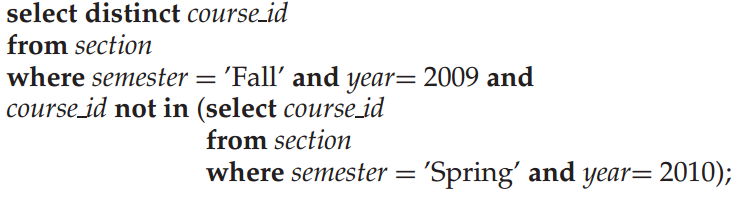 select distinct course_id
from section
where semester = ’Fall’ and year= 2009 and
course_id not in (select course_id
from section
where semester = ’Spring’ and year= 2010);